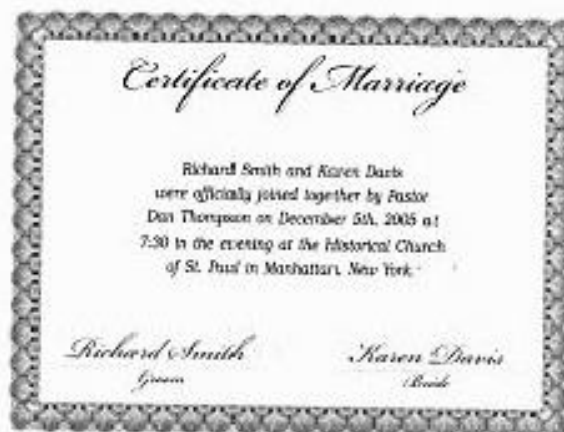 Certificate of Marriage
Richard Smith and Karen Davis
were officially joined together by Pastor
Dan Thompson on December 5th, 2005 at
7:30 in the evening at the Historical Church
of St. Paul in Manhattan, New York.
Richard Smith Karen Davis
Groom Bride